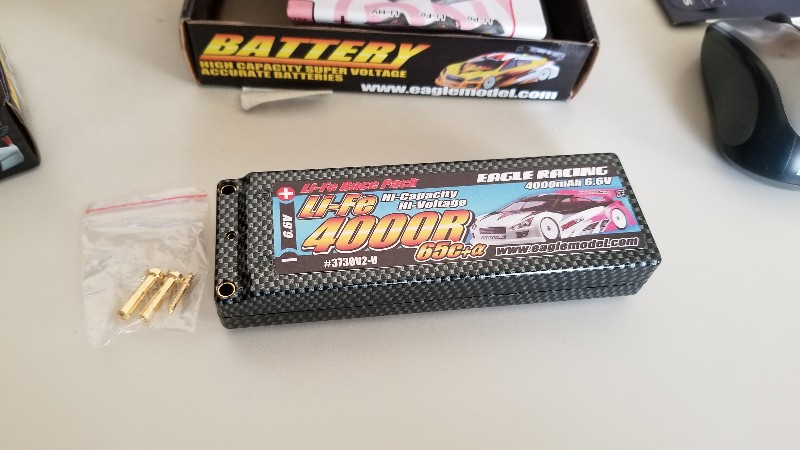 BATTERY
HIGH CAPACITY SUPER VOLTAGE
ACCURATE BATTERIES
www.eaglemodel.com
Li-Fe Race Pack
EAGLE RACING
4000mAh 6.6V
Li-Fe
Hi-Capacity
Hi-Voltage
6.6V
4000R
65C+α
#3730V2-V
www.eaglemodel.com